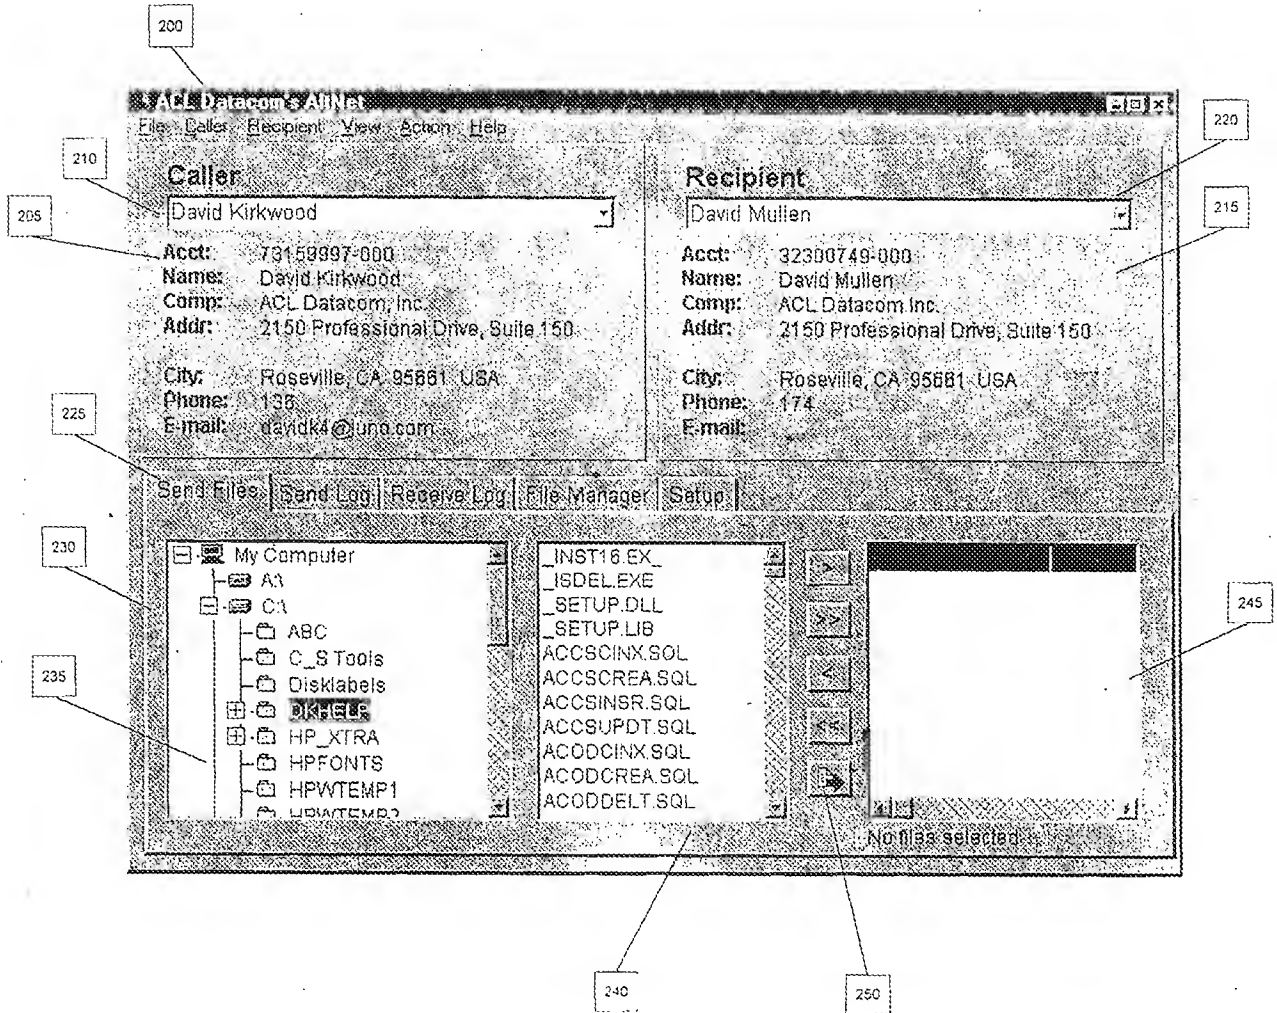 200
ACL Datacom's AltNet
File Caller Recipient View Action Help
220
210
Caller
Recipient
205
David Kirkwood
David Mullen
215
Acct: 73159997-000
Name: David Kirkwood
Comp: ACL Datacom, Inc.
Addr: 2150 Professional Drive, Suite 150
City: Roseville, CA 95661 USA
Phone: 136
E-mail: davidk4@juno.com
Acct: 32300749-000
Name: David Mullen
Comp: ACL Datacom Inc.
Addr: 2150 Professional Drive, Suite 150
City: Roseville, CA 95661 USA
Phone: 174
E-mail:
225
Send Files Send Log Receive Log File Manager Setup
230
My Computer
A:\
C:\
ABC
C_S Tools
Disklabels
DKHELP
HP_XTRA
HPFONTS
HPWTEMP1
HPWTEMP2
235
_INST16.EX_
_ISDEL.EXE
_SETUP.DLL
_SETUP.LIB
ACCSCINX.SQL
ACCSCREA.SQL
ACCSINSR.SQL
ACCSUPDT.SQL
ACODCINX.SQL
ACODCREA.SQL
ACODDELT.SQL
>
>>
<
<<
245
No files selected
240
250